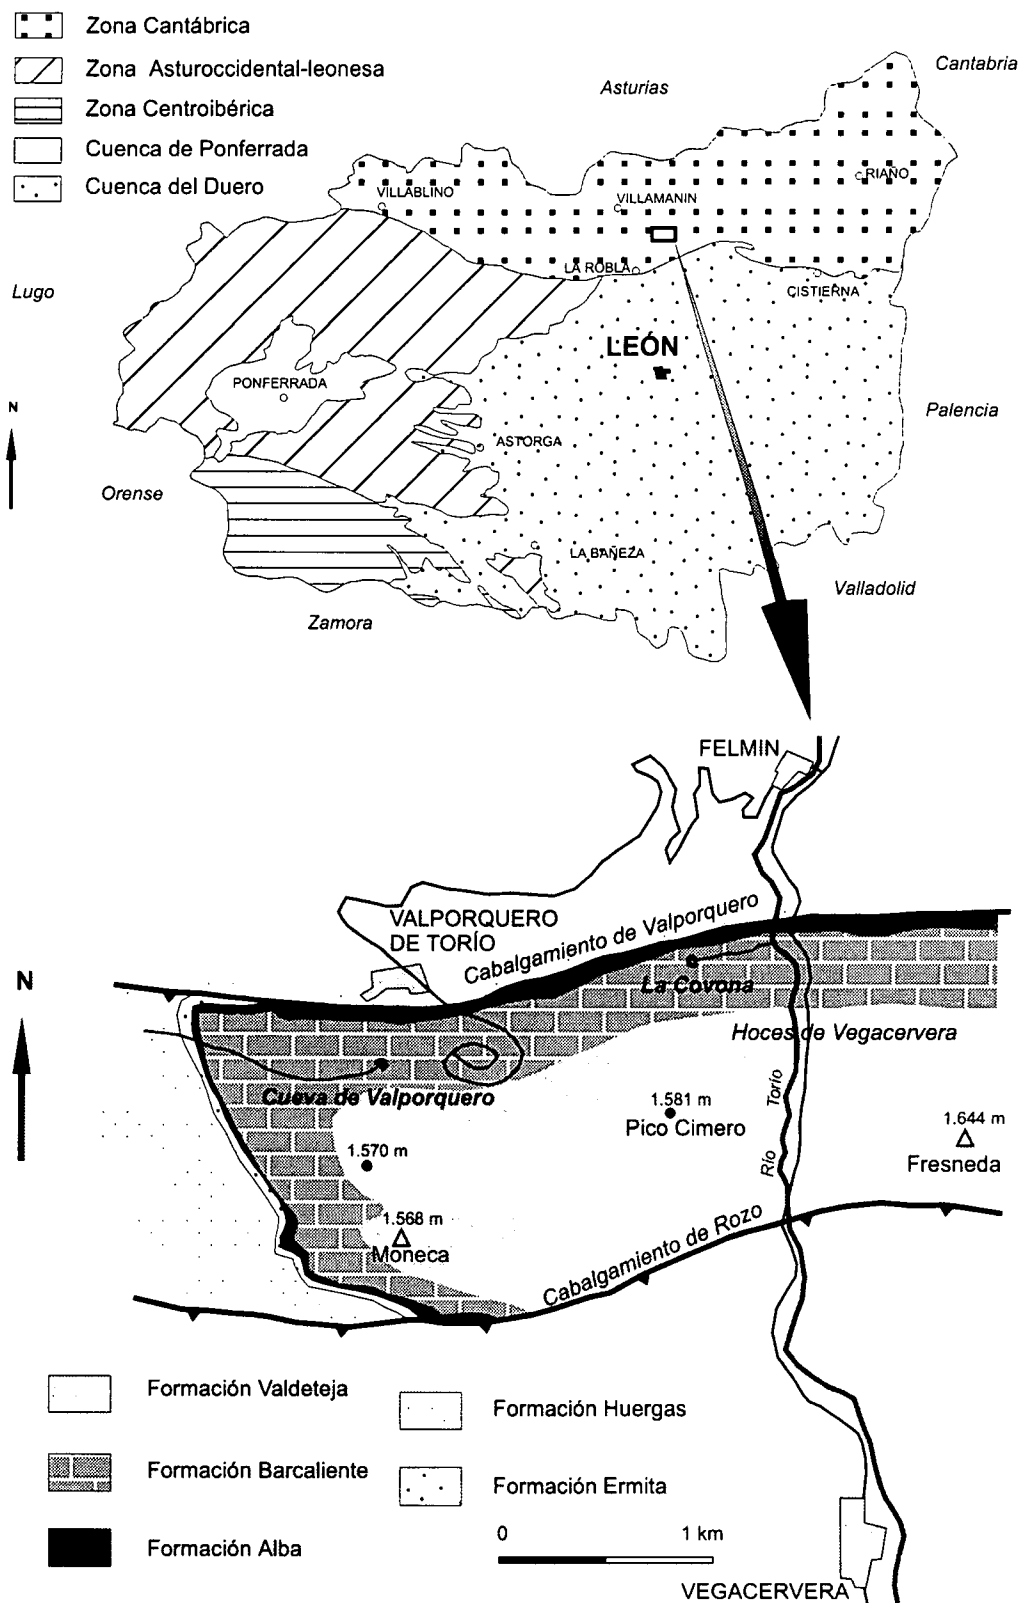 Zona Cantábrica
Zona Asturoccidental-leonesa
Zona Centroibérica
Cuenca de Ponferrada
Cuenca del Duero
Asturias
Cantabria
VILLABLINO
VILLAMANIN
RIAÑO
LA ROBLA
CISTIERNA
Lugo
LEÓN
PONFERRADA
N
Palencia
ASTORGA
Orense
LA BAÑEZA
Valladolid
Zamora
FELMIN
VALPORQUERO
DE TORÍO
Cabalgamiento de Valporquero
N
La Covona
Hoces de Vegacervera
Cueva de Valporquero
Río Torío
1.581 m
Pico Cimero
1.644 m
Fresneda
1.570 m
1.568 m
Moneca
Cabalgamiento de Rozo
Formación Valdeteja
Formación Huergas
Formación Barcaliente
Formación Ermita
Formación Alba
0 1 km
VEGACERVERA